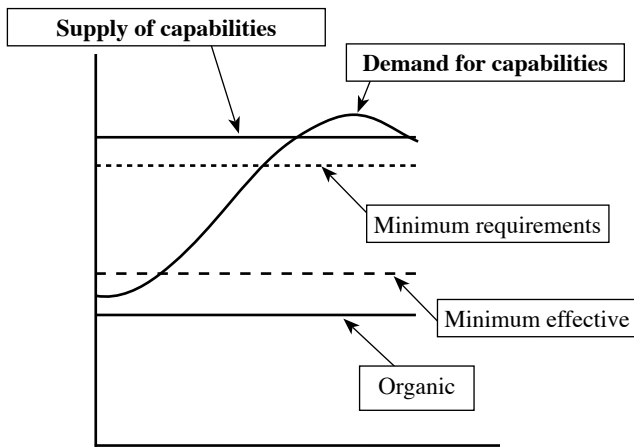 Supply of capabilities
Demand for capabilities
Minimum requirements
Minimum effective
Organic